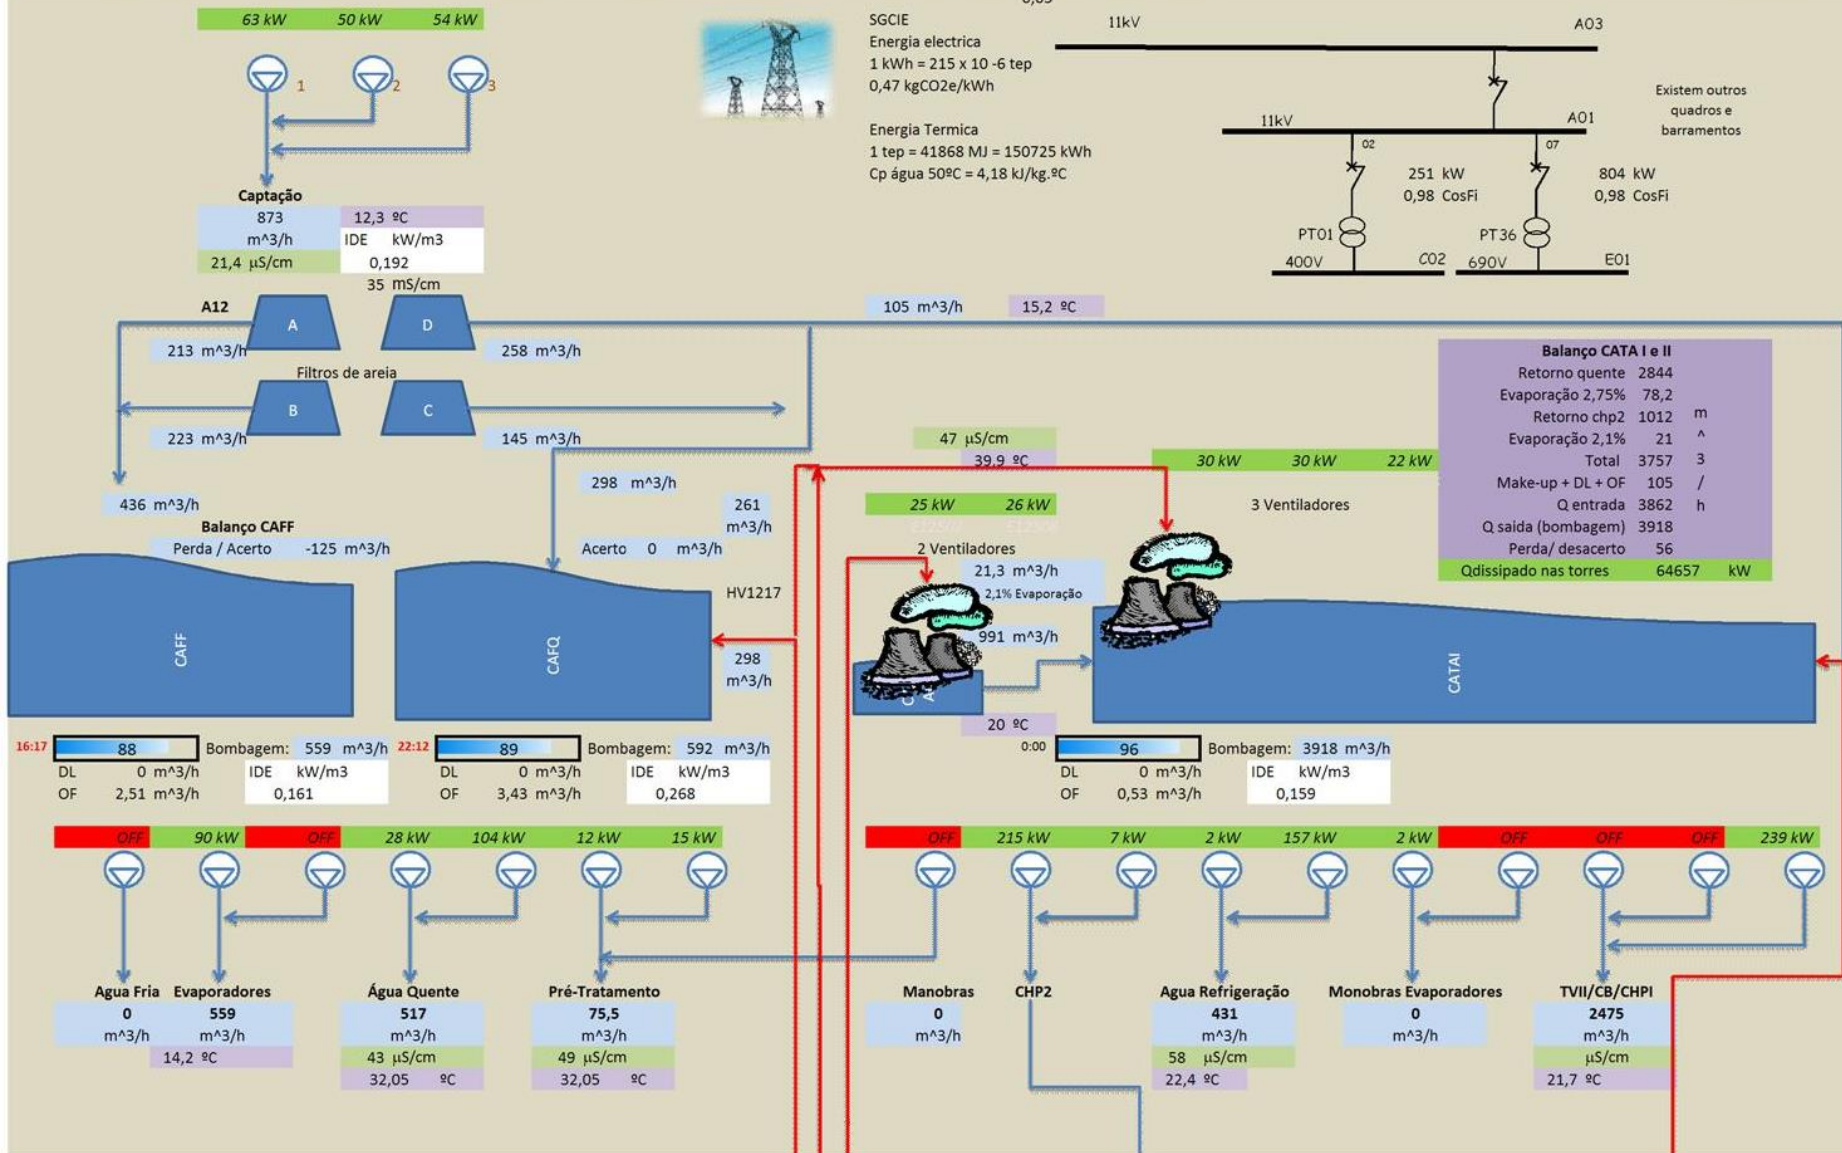 63 kW 50 kW 54 kW
1 2 3
Captação
873 12,3 ºC
m^3/h IDE kW/m3
21,4 µS/cm 0,192
35 mS/cm
SGCIE
Energia electrica
1 kWh = 215 x 10 -6 tep
0,47 kgCO2e/kWh
Energia Termica
1 tep = 41868 MJ = 150725 kWh
Cp água 50ºC = 4,18 kJ/kg.ºC
11kV A03
Existem outros
quadros e
barramentos
11kV A01
02 07
251 kW 804 kW
0,98 CosFi 0,98 CosFi
PT01 PT36
400V C02 690V E01
A12 A D
213 m^3/h 258 m^3/h
Filtros de areia
B C
223 m^3/h 145 m^3/h
105 m^3/h 15,2 ºC
436 m^3/h
298 m^3/h
261
m^3/h
Balanço CAFF
Perda / Acerto -125 m^3/h
Acerto 0 m^3/h
47 µS/cm
39,9 ºC
25 kW 26 kW
2 Ventiladores
21,3 m^3/h
2,1% Evaporação
991 m^3/h
30 kW 30 kW 22 kW
3 Ventiladores
Balanço CATA I e II
Retorno quente 2844
Evaporação 2,75% 78,2
Retorno chp2 1012
Evaporação 2,1% 21
Total 3757
Make-up + DL + OF 105
Q entrada 3862
Q saida (bombagem) 3918
Perda/ desacerto 56
m
^
3
/
h
Qdissipado nas torres 64657 kW
HV1217
CAFF
CAFQ
CATAI
298
m^3/h
20 ºC
16:17 88 Bombagem: 559 m^3/h
DL 0 m^3/h IDE kW/m3
OF 2,51 m^3/h 0,161
22:12 89 Bombagem: 592 m^3/h
DL 0 m^3/h IDE kW/m3
OF 3,43 m^3/h 0,268
0:00 96 Bombagem: 3918 m^3/h
DL 0 m^3/h IDE kW/m3
OF 0,53 m^3/h 0,159
OFF 90 kW OFF 28 kW 104 kW 12 kW 15 kW
OFF 215 kW 7 kW 2 kW 157 kW 2 kW OFF OFF OFF 239 kW
Agua Fria Evaporadores Água Quente Pré-Tratamento Manobras CHP2 Agua Refrigeração Monobras Evaporadores TVII/CB/CHPI
0 559 517 75,5 0 431 0 2475
m^3/h m^3/h m^3/h m^3/h m^3/h m^3/h m^3/h m^3/h
14,2 ºC 43 µS/cm 49 µS/cm 58 µS/cm µS/cm
32,05 ºC 32,05 ºC 22,4 ºC 21,7 ºC